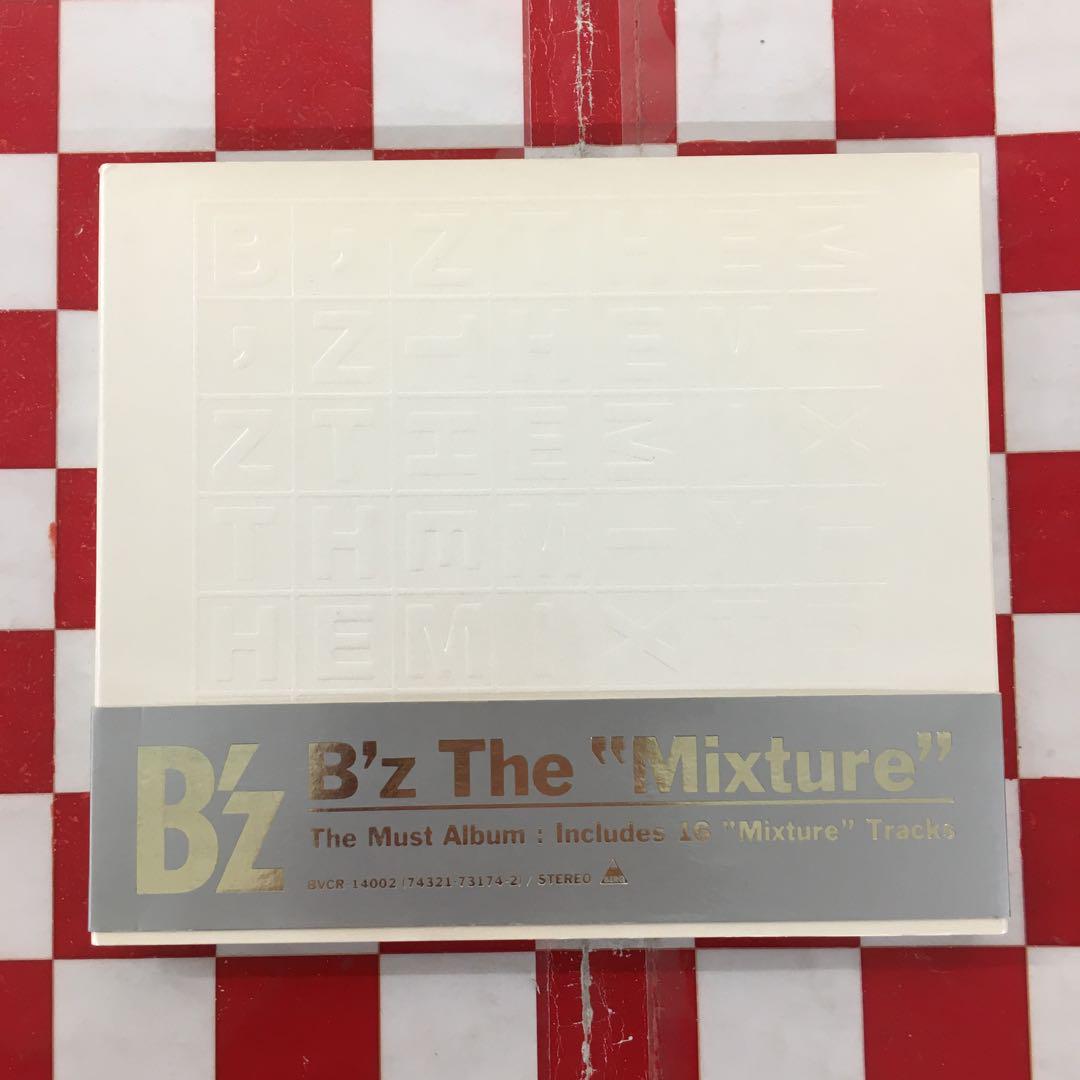 B 'Z T H E M
' Z T H E M I
Z T H E M X
T H E M I X T
H E M I X T
B'z
B'z The "Mixture"
The Must Album : Includes 16 "Mixture" Tracks
BVCR-14002 (74321-73174-2) / STEREO